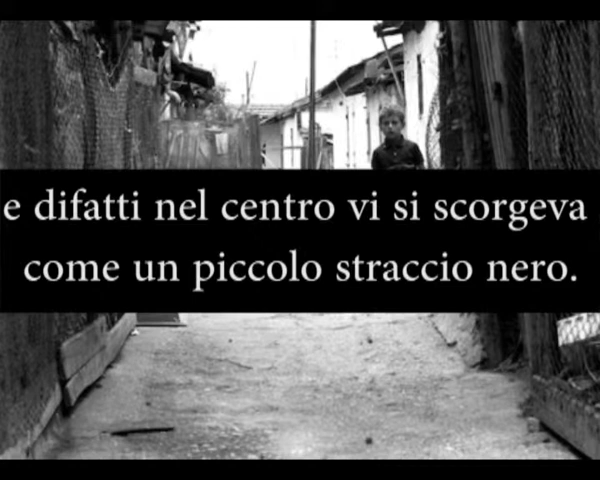 e difatti nel centro vi si scorgeva
come un piccolo straccio nero.